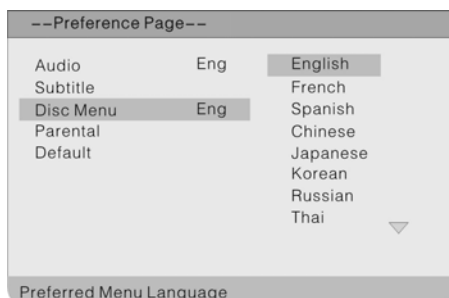 --Preference Page--
Audio Eng English
Subtitle French
Disc Menu Eng Spanish
Parental Chinese
Default Japanese
Korean
Russian
Thai
Preferred Menu Language